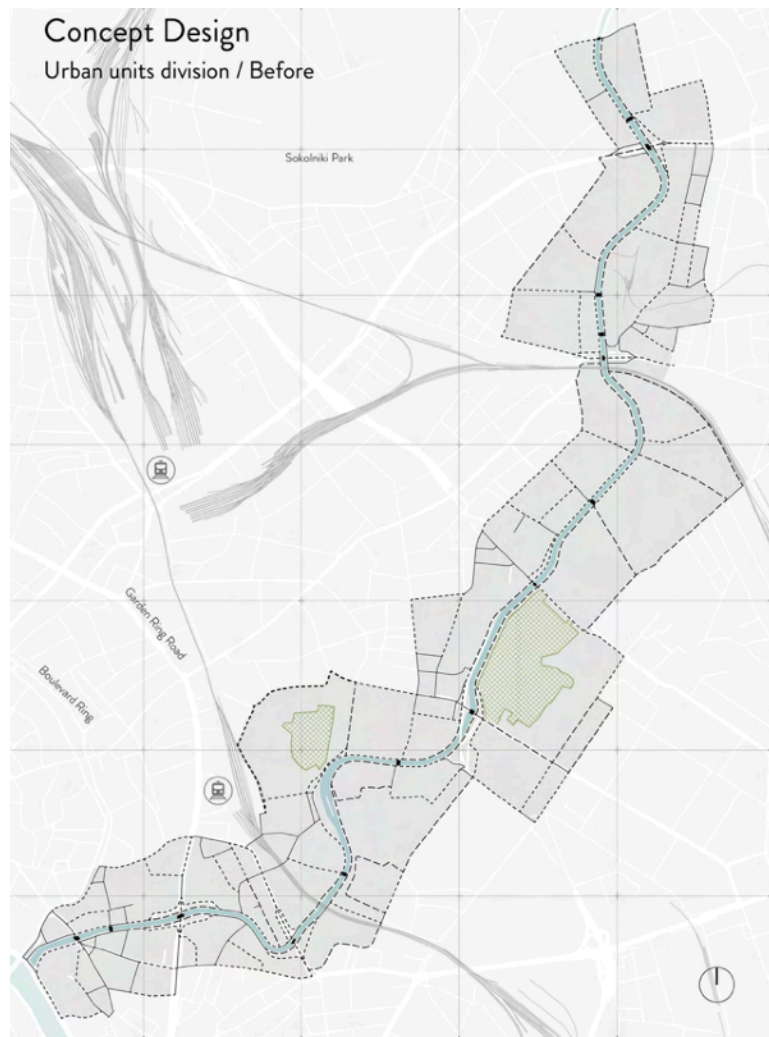 Concept Design
Urban units division / Before
Sokolniki Park
Garden Ring Road
Boulevard Ring